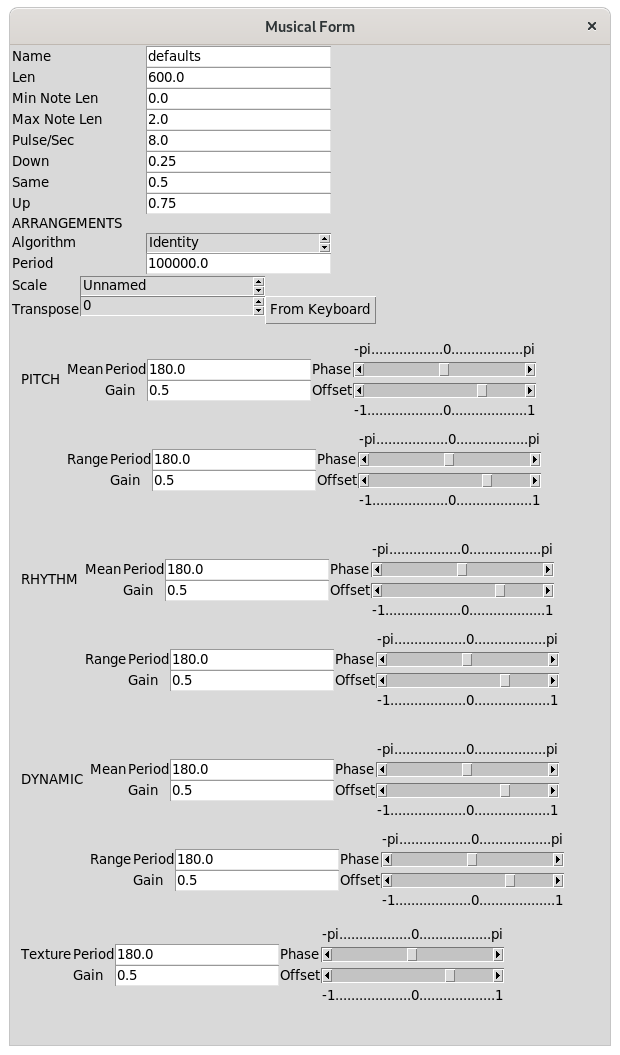 Musical Form ×
Name defaults
Len 600.0
Min Note Len 0.0
Max Note Len 2.0
Pulse/Sec 8.0
Down 0.25
Same 0.5
Up 0.75
ARRANGEMENTS
Algorithm Identity
Period 100000.0
Scale Unnamed
Transpose 0 From Keyboard
-pi.................0.................pi
PITCH Mean Period 180.0 Phase
Gain 0.5 Offset
-1..................0..................1
-pi.................0.................pi
Range Period 180.0 Phase
Gain 0.5 Offset
-1..................0..................1
-pi.................0.................pi
RHYTHM Mean Period 180.0 Phase
Gain 0.5 Offset
-1..................0..................1
-pi.................0.................pi
Range Period 180.0 Phase
Gain 0.5 Offset
-1..................0..................1
-pi.................0.................pi
DYNAMIC Mean Period 180.0 Phase
Gain 0.5 Offset
-1..................0..................1
-pi.................0.................pi
Range Period 180.0 Phase
Gain 0.5 Offset
-1..................0..................1
-pi.................0.................pi
Texture Period 180.0 Phase
Gain 0.5 Offset
-1..................0..................1